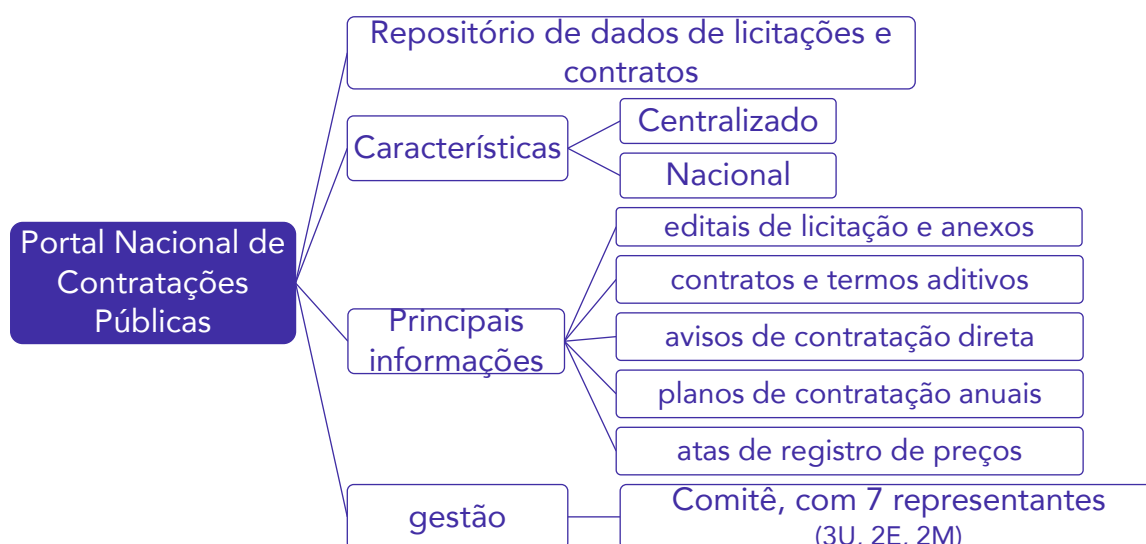 Portal Nacional de
Contratações
Públicas
Repositório de dados de licitações e
contratos
Características
Centralizado
Nacional
Principais
informações
editais de licitação e anexos
contratos e termos aditivos
avisos de contratação direta
planos de contratação anuais
atas de registro de preços
gestão
Comitê, com 7 representantes
(3U, 2E, 2M)